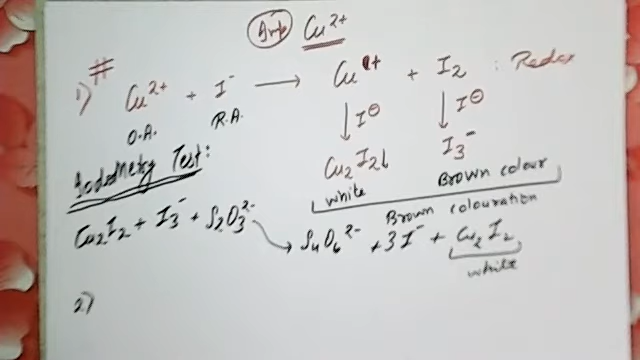 Imp Cu²⁺
#
1) Cu²⁺ + I⁻ → Cu⁺ + I₂ : Redox
O.A. R.A. ↓I⊖ ↓I⊖
Cu₂I₂↓ I₃⁻
white Brown colour
Iodometry Test:
Brown colouration
Cu₂I₂ + I₃⁻ + S₂O₃²⁻ → S₄O₆²⁻ + 3I⁻ + Cu₂I₂
white
2)